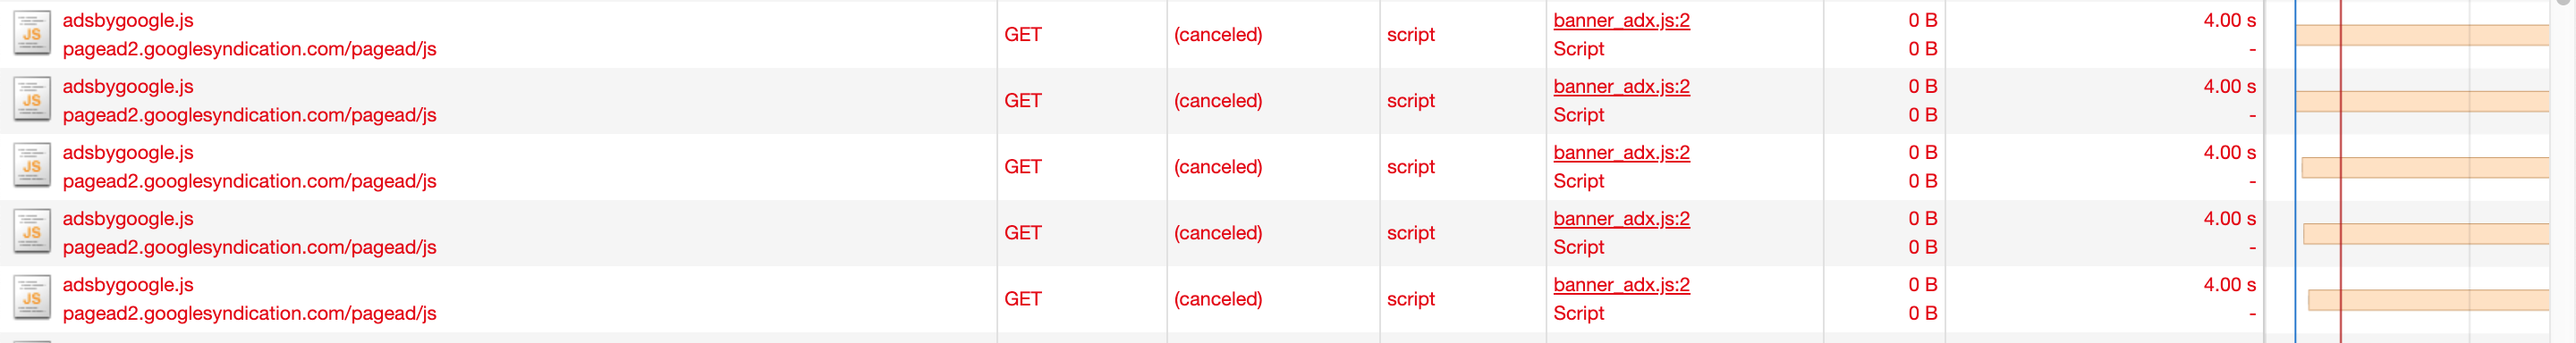 adsbygoogle.js
pagead2.googlesyndication.com/pagead/js
GET
(canceled)
script
banner_adx.js:2
Script
0 B
0 B
4.00 s
-
JS
adsbygoogle.js
pagead2.googlesyndication.com/pagead/js
GET
(canceled)
script
banner_adx.js:2
Script
0 B
0 B
4.00 s
-
JS
adsbygoogle.js
pagead2.googlesyndication.com/pagead/js
GET
(canceled)
script
banner_adx.js:2
Script
0 B
0 B
4.00 s
-
JS
adsbygoogle.js
pagead2.googlesyndication.com/pagead/js
GET
(canceled)
script
banner_adx.js:2
Script
0 B
0 B
4.00 s
-
JS
adsbygoogle.js
pagead2.googlesyndication.com/pagead/js
GET
(canceled)
script
banner_adx.js:2
Script
0 B
0 B
4.00 s
-
JS